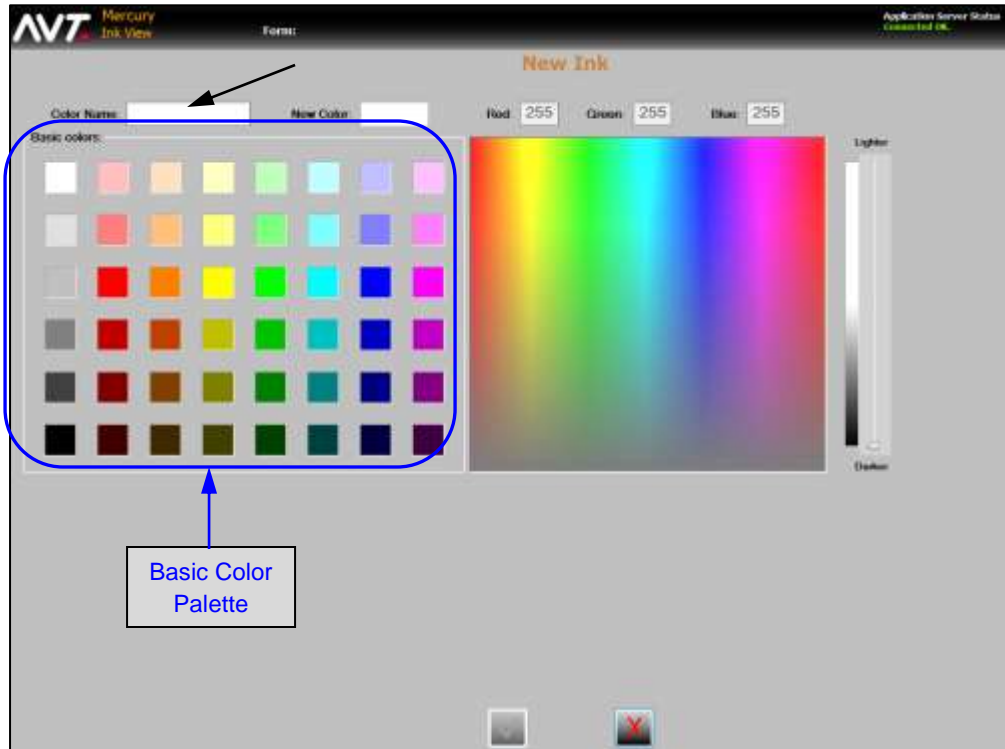 AVT
Mercury
Ink View
Form:
Application Server Status
Connected OK.
New Ink
Color Name:
New Color:
Red 255 Green 255 Blue 255
Basic colors:
Lighter
Darker
Basic Color
Palette
X